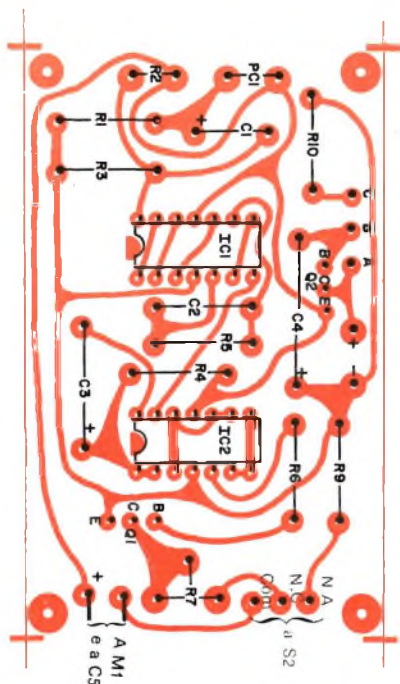 R2
PC1
R1
+
C1
R10
R3
C
B
A
IC1
B
C
E
Q2
C2
C4
+
-
R5
C3
R4
+
+
IC2
R6
R9
B
C
E
Q1
R7
+
N A
N.C
Com
a S2
A M1
e a C5